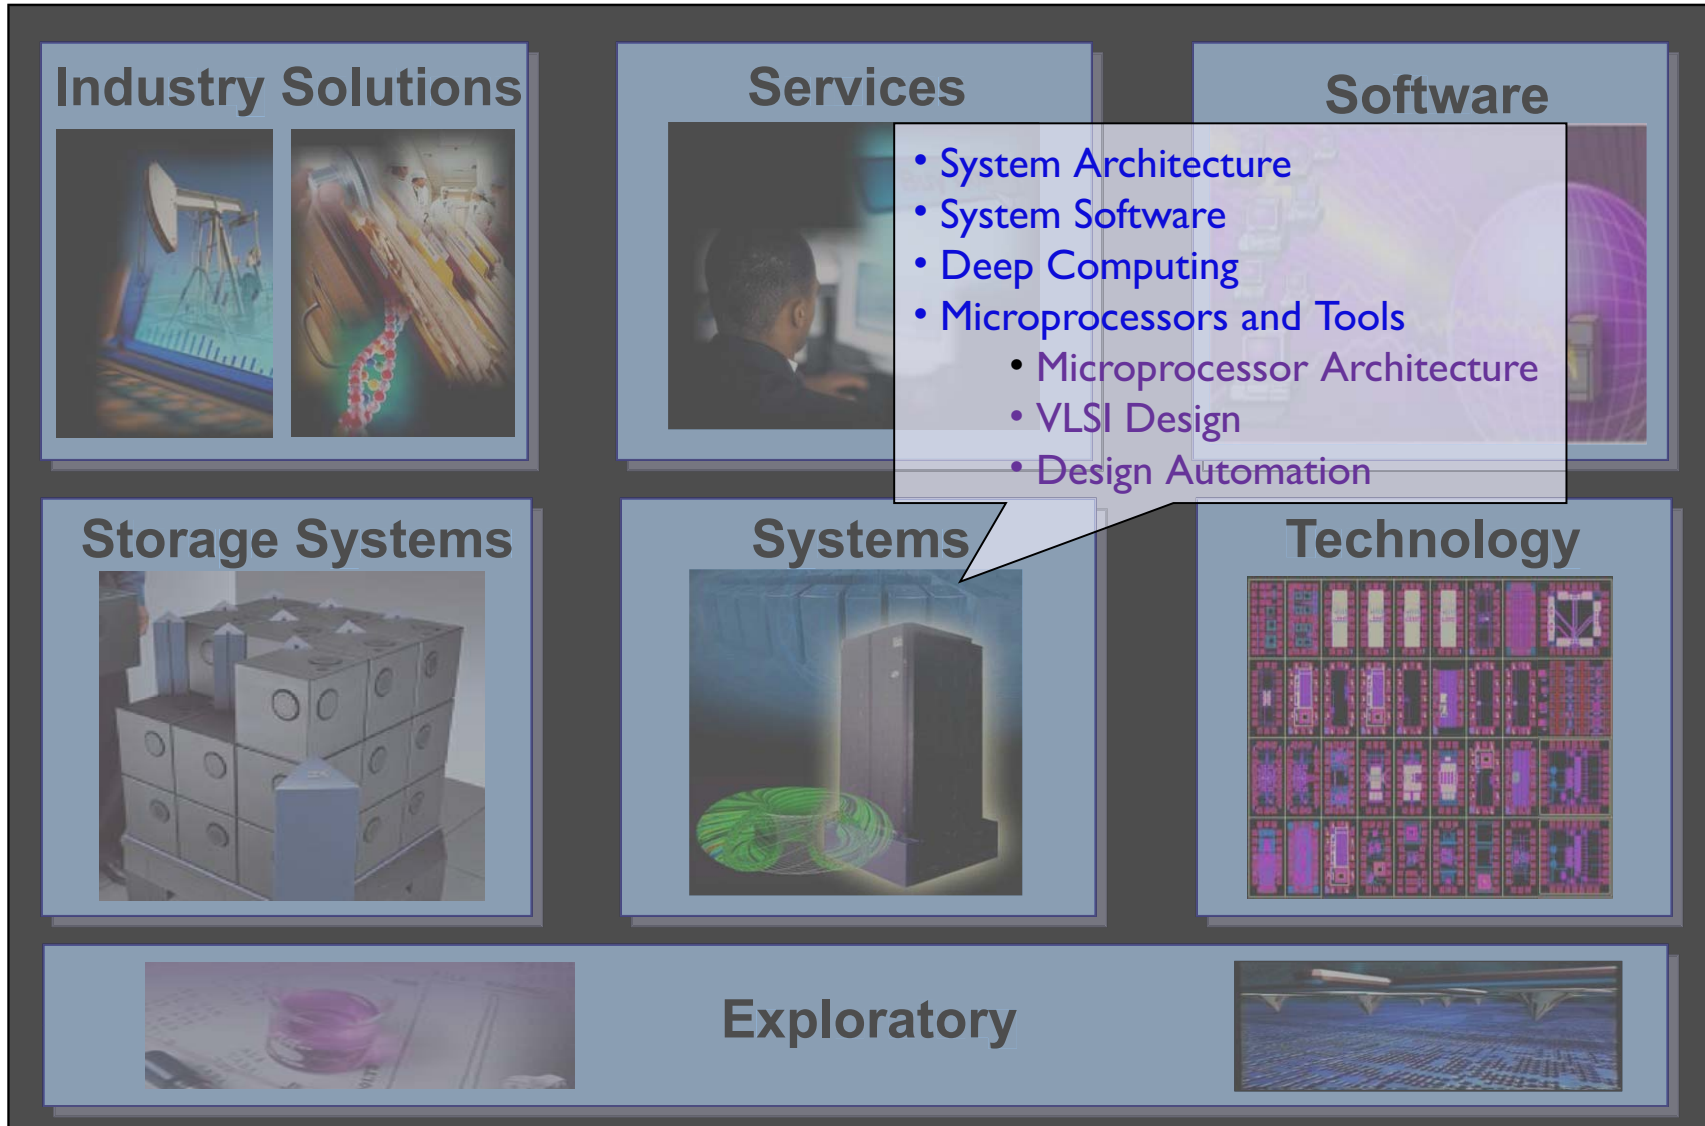 Industry Solutions
Services
Software
• System Architecture
• System Software
• Deep Computing
• Microprocessors and Tools
• Microprocessor Architecture
• VLSI Design
• Design Automation
Storage Systems
Systems
Technology
Exploratory